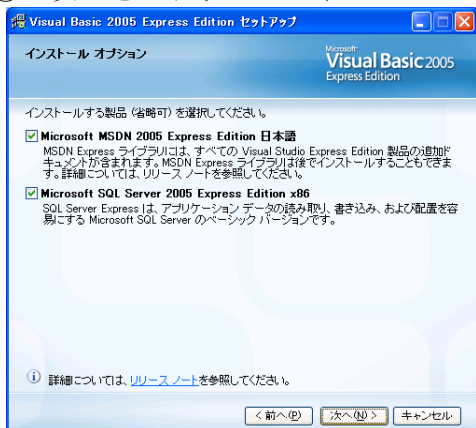 Visual Basic 2005 Express Edition セットアップ
インストール オプション
Microsoft
Visual Basic 2005
Express Edition
インストールする製品 (省略可) を選択してください。
Microsoft MSDN 2005 Express Edition 日本語
MSDN Express ライブラリには、すべての Visual Studio Express Edition 製品の追加ド
キュメントが含まれます。MSDN Express ライブラリは後でインストールすることもできま
す。詳細については、リリース ノートを参照してください。
Microsoft SQL Server 2005 Express Edition x86
SQL Server Express は、アプリケーション データの読み取り、書き込み、および配置を容
易にする Microsoft SQL Server のベーシック バージョンです。
詳細については、リリース ノートを参照してください。
< 前へ(P)
次へ(N) >
キャンセル